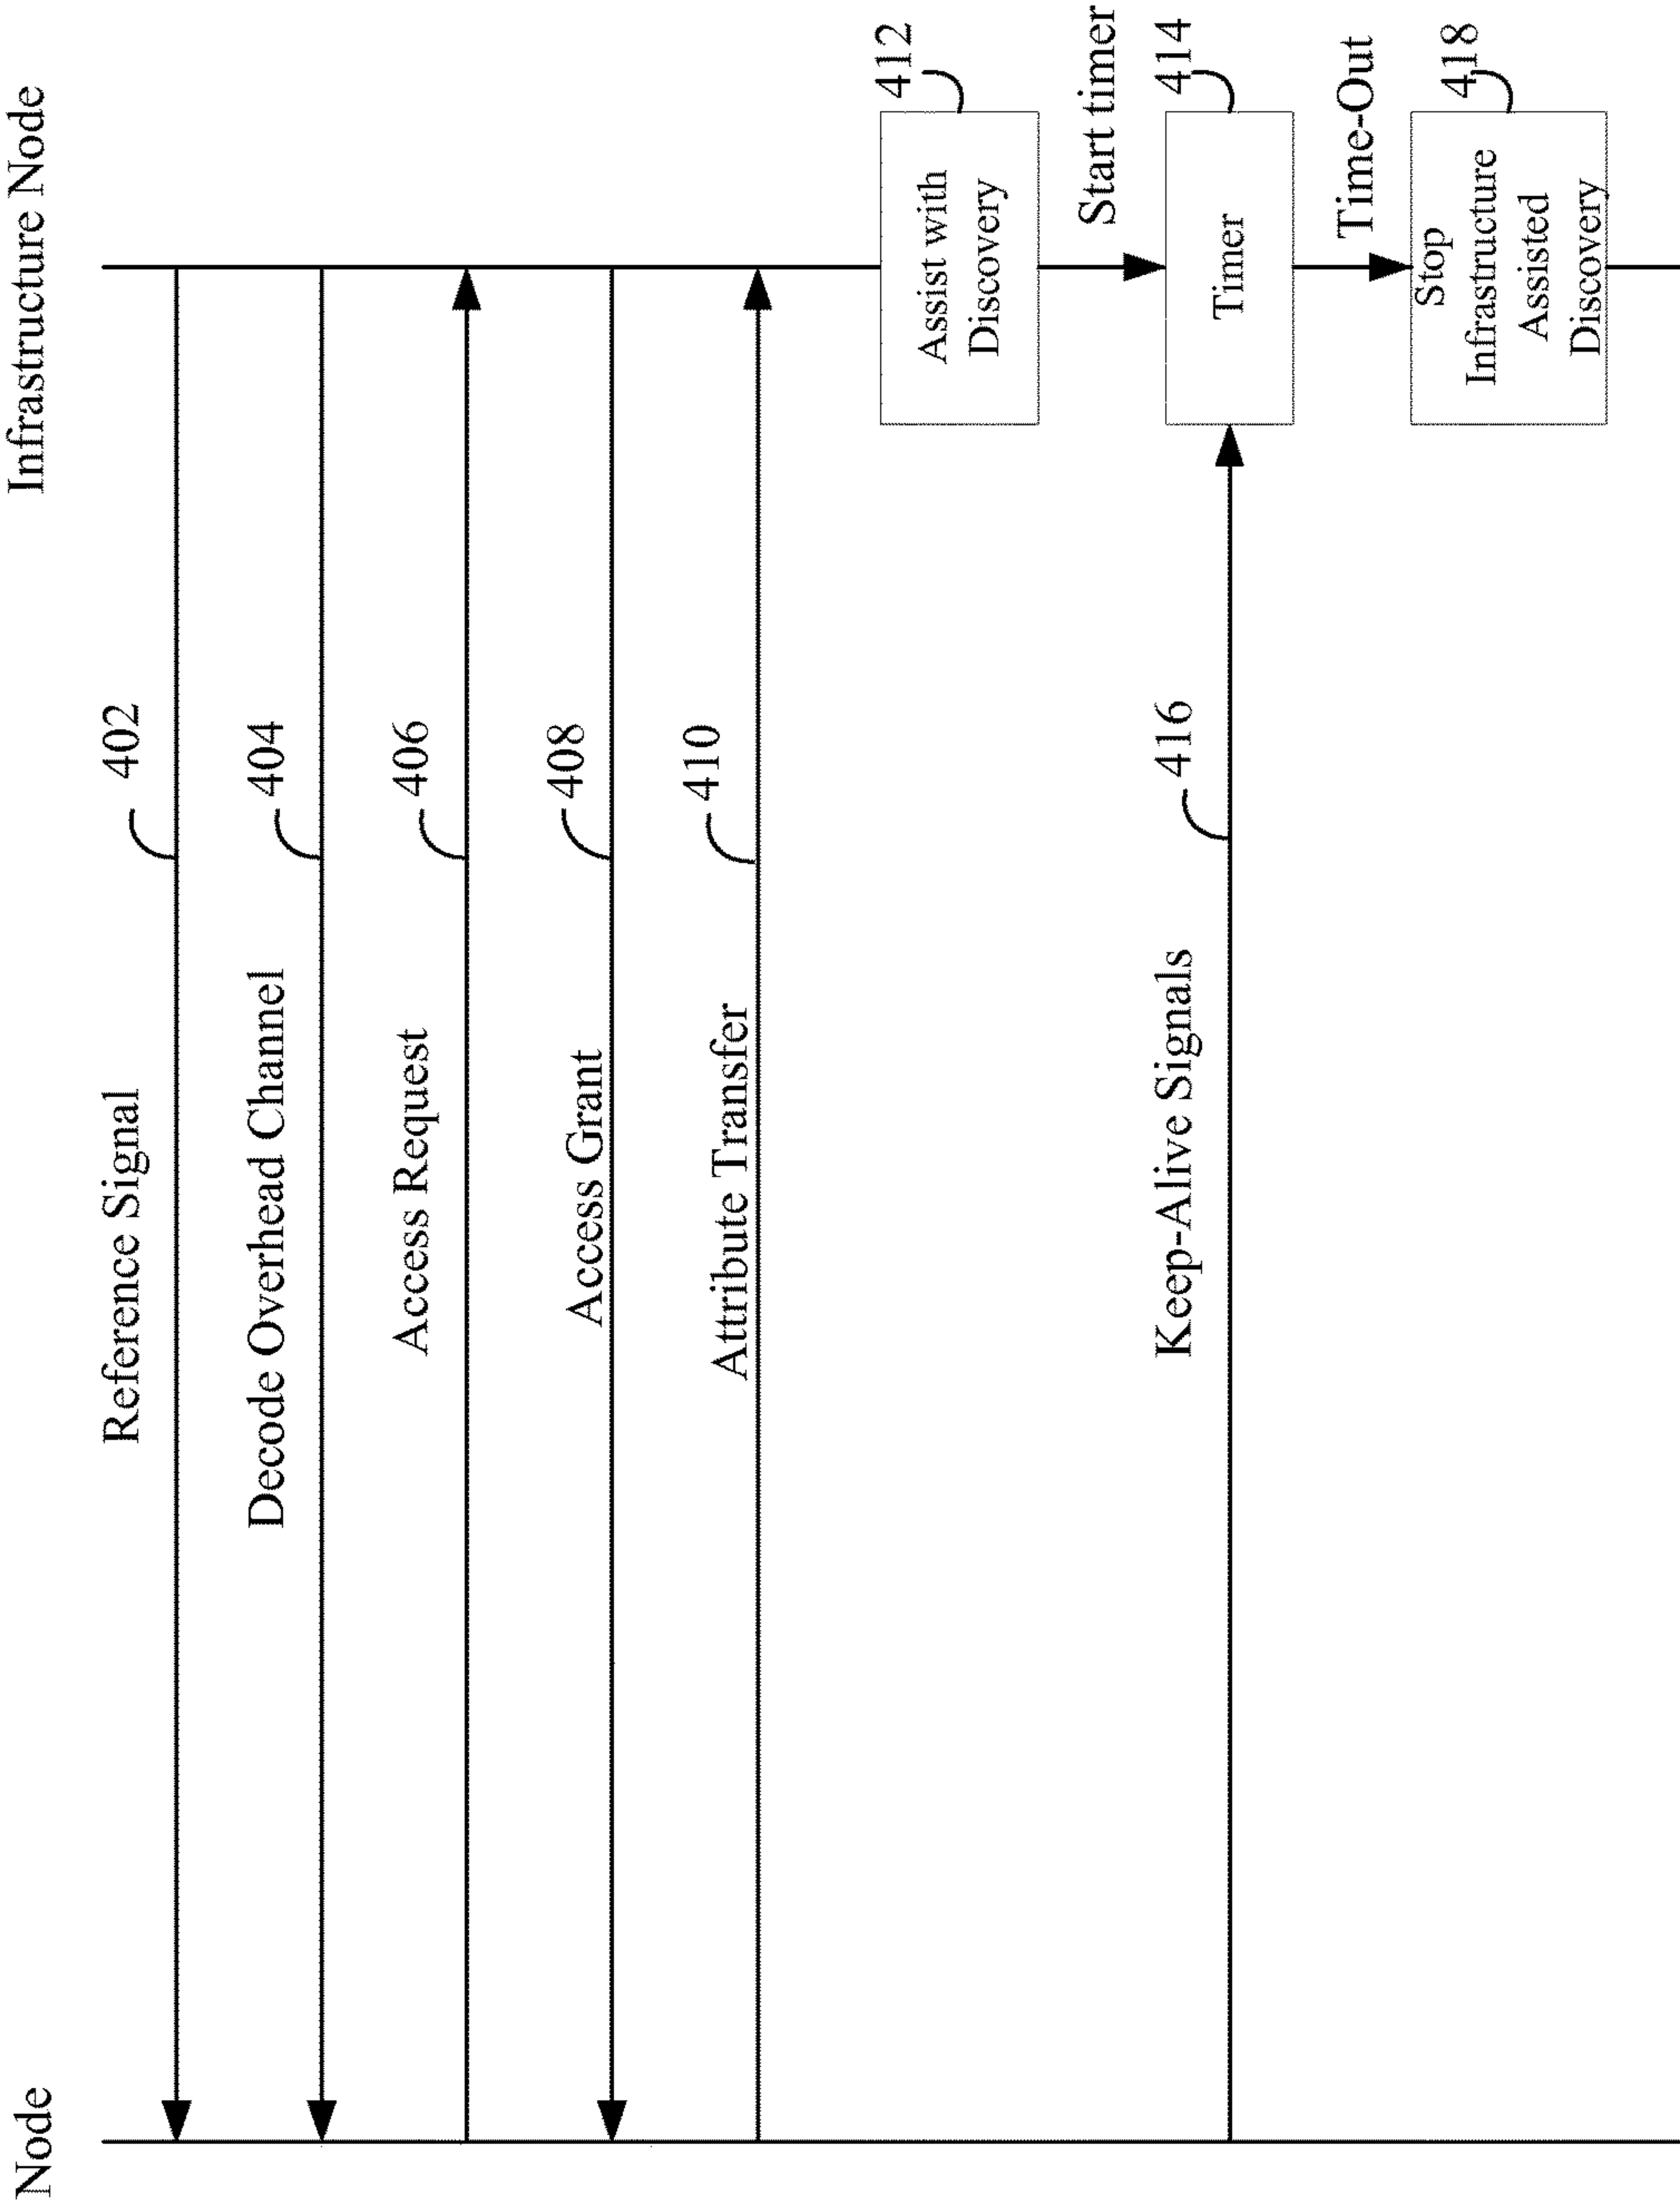 Node
Infrastructure Node
Reference Signal
402
Decode Overhead Channel
404
Access Request
406
Access Grant
408
Attribute Transfer
410
412
Assist with
Discovery
Start timer
Keep-Alive Signals
416
414
Timer
Time-Out
418
Stop
Infrastructure
Assisted
Discovery